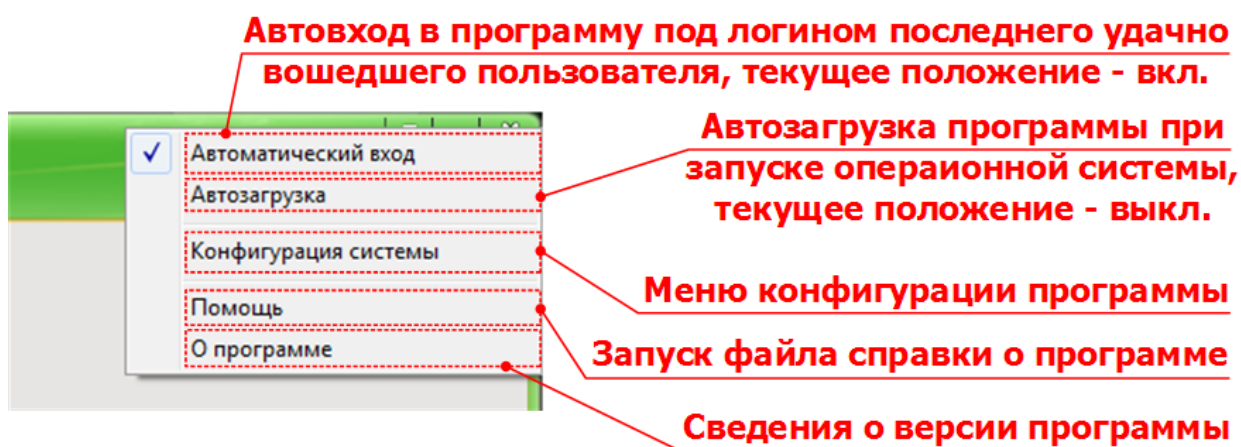 Автовход в программу под логином последнего удачно
вошедшего пользователя, текущее положение - вкл.
Автоматический вход
Автозагрузка
Конфигурация системы
Помощь
О программе
Автозагрузка программы при
запуске операионной системы,
текущее положение - выкл.
Меню конфигурации программы
Запуск файла справки о программе
Сведения о версии программы